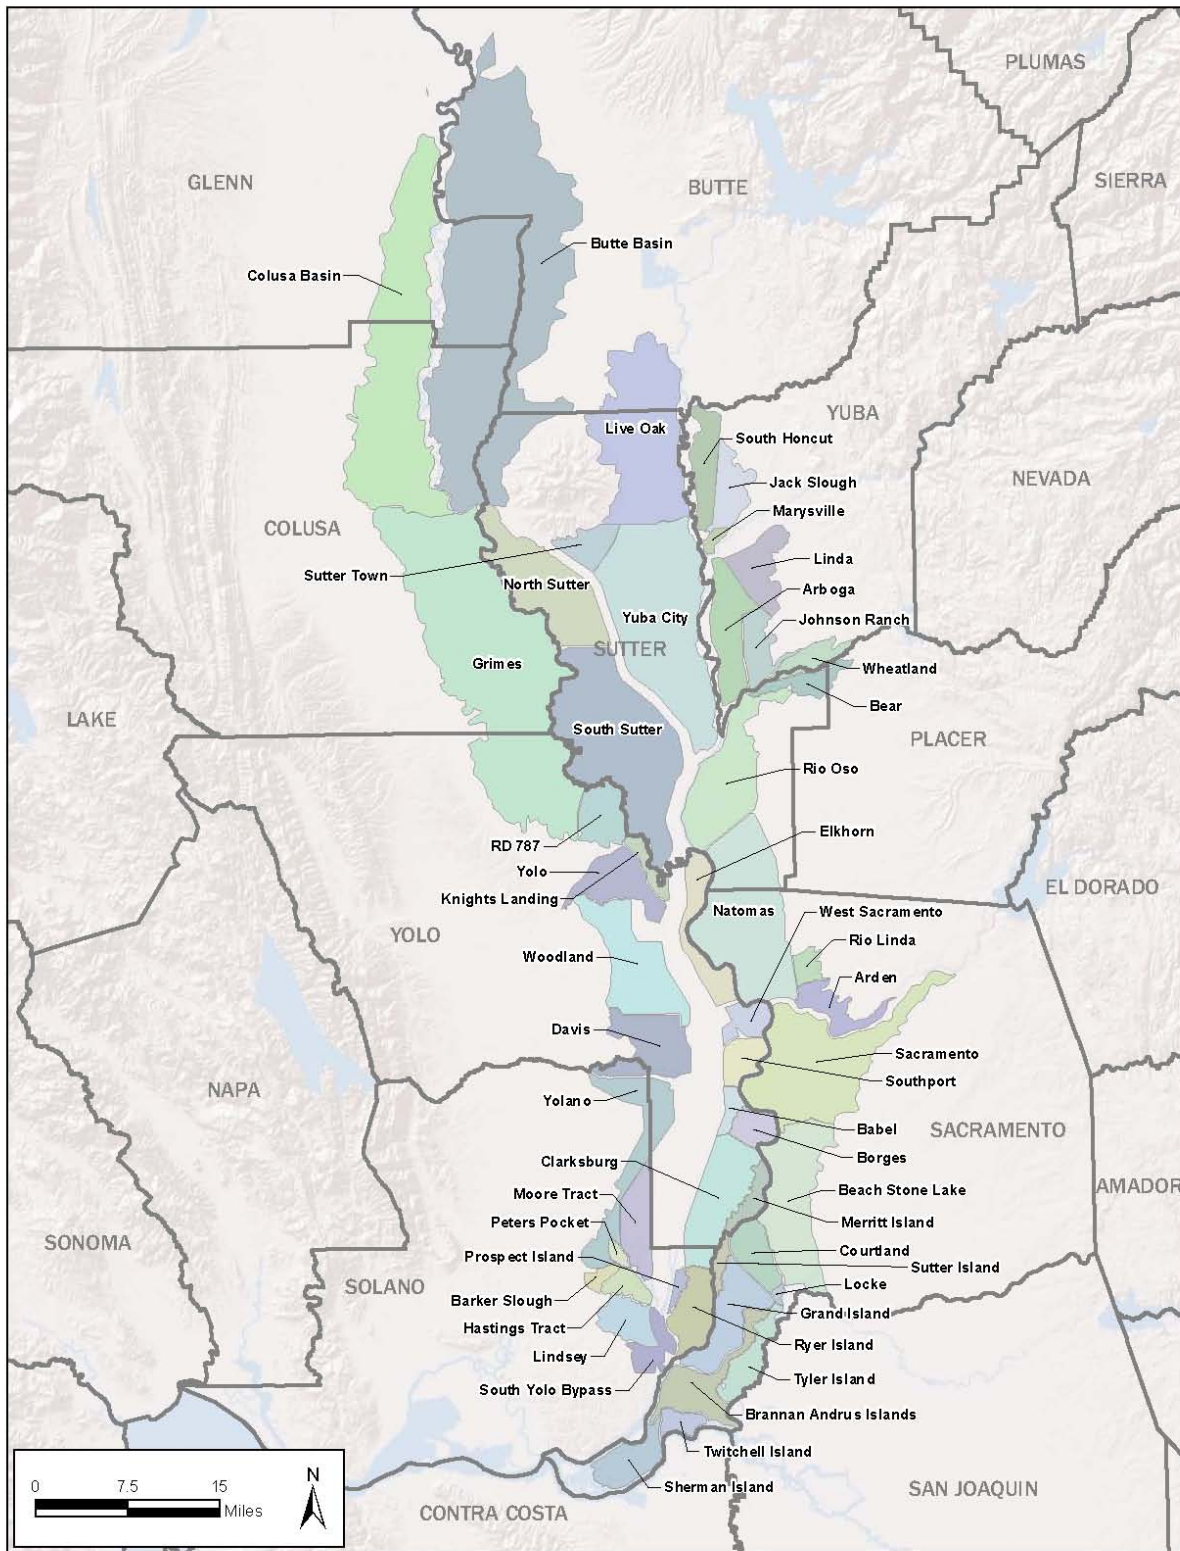 PLUMAS
GLENN
BUTTE
SIERRA
Butte Basin
Colusa Basin
YUBA
Live Oak
South Honcut
NEVADA
Jack Slough
Marysville
COLUSA
Linda
Sutter Town
North Sutter
Arboga
Yuba City
Johnson Ranch
SUTTER
Grimes
Wheatland
Bear
LAKE
South Sutter
PLACER
Rio Oso
Elkhorn
RD 787
Yolo
EL DORADO
Knights Landing
Natomas
West Sacramento
YOLO
Rio Linda
Woodland
Arden
Davis
Sacramento
Southport
NAPA
Yolano
Babel
SACRAMENTO
Borges
Clarksburg
AMADOR
Beach Stone Lake
Moore Tract
Merritt Island
Peters Pocket
SONOMA
Courtland
Prospect Island
Sutter Island
SOLANO
Locke
Barker Slough
Grand Island
Hastings Tract
Ryer Island
Lindsey
Tyler Island
South Yolo Bypass
Brannan Andrus Islands
Twitchell Island
Sherman Island
SAN JOAQUIN
CONTRA COSTA
0 7.5 15
Miles
N